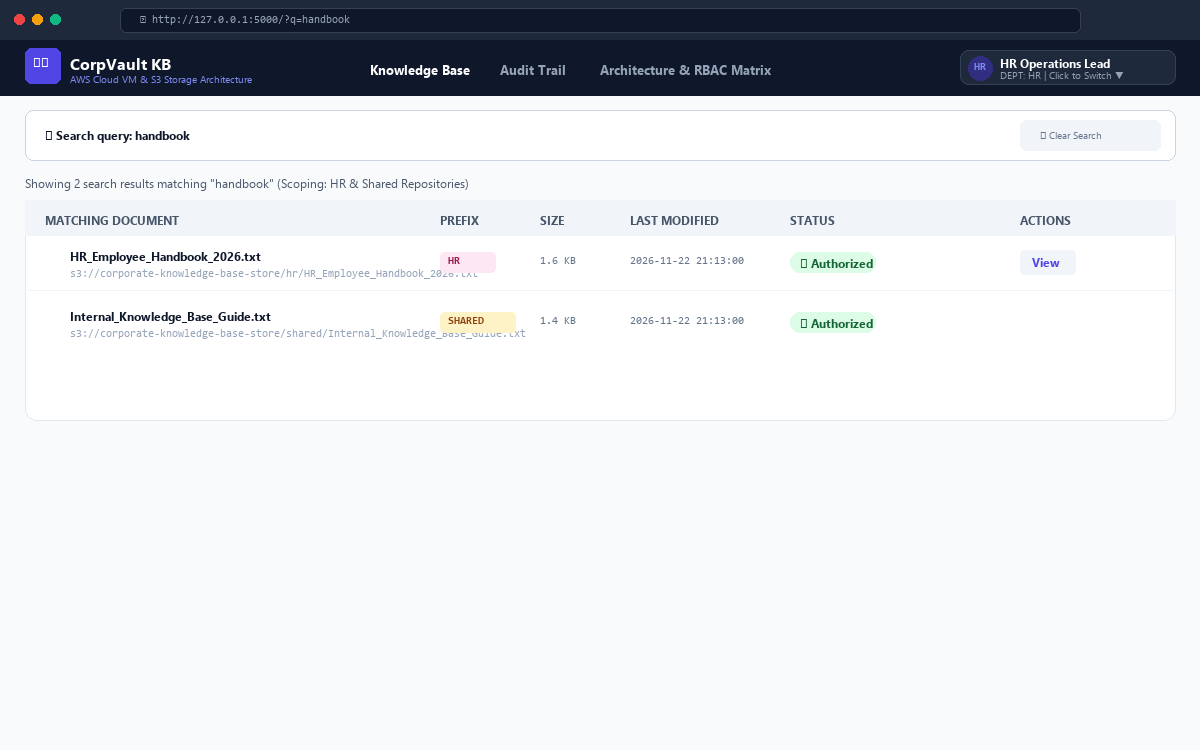 http://127.0.0.1:5000/?q=handbook
CorpVault KB
AWS Cloud VM & S3 Storage Architecture
Knowledge Base
Audit Trail
Architecture & RBAC Matrix
HR
HR Operations Lead
DEPT: HR | Click to Switch ▼
Search query: handbook
Clear Search
Showing 2 search results matching "handbook" (Scoping: HR & Shared Repositories)
MATCHING DOCUMENT PREFIX SIZE LAST MODIFIED STATUS ACTIONS
HR_Employee_Handbook_2026.txt
s3://corporate-knowledge-base-store/hr/HR_Employee_Handbook_2026.txt
HR
1.6 KB
2026-11-22 21:13:00
Authorized
View
Internal_Knowledge_Base_Guide.txt
s3://corporate-knowledge-base-store/shared/Internal_Knowledge_Base_Guide.txt
SHARED
1.4 KB
2026-11-22 21:13:00
Authorized